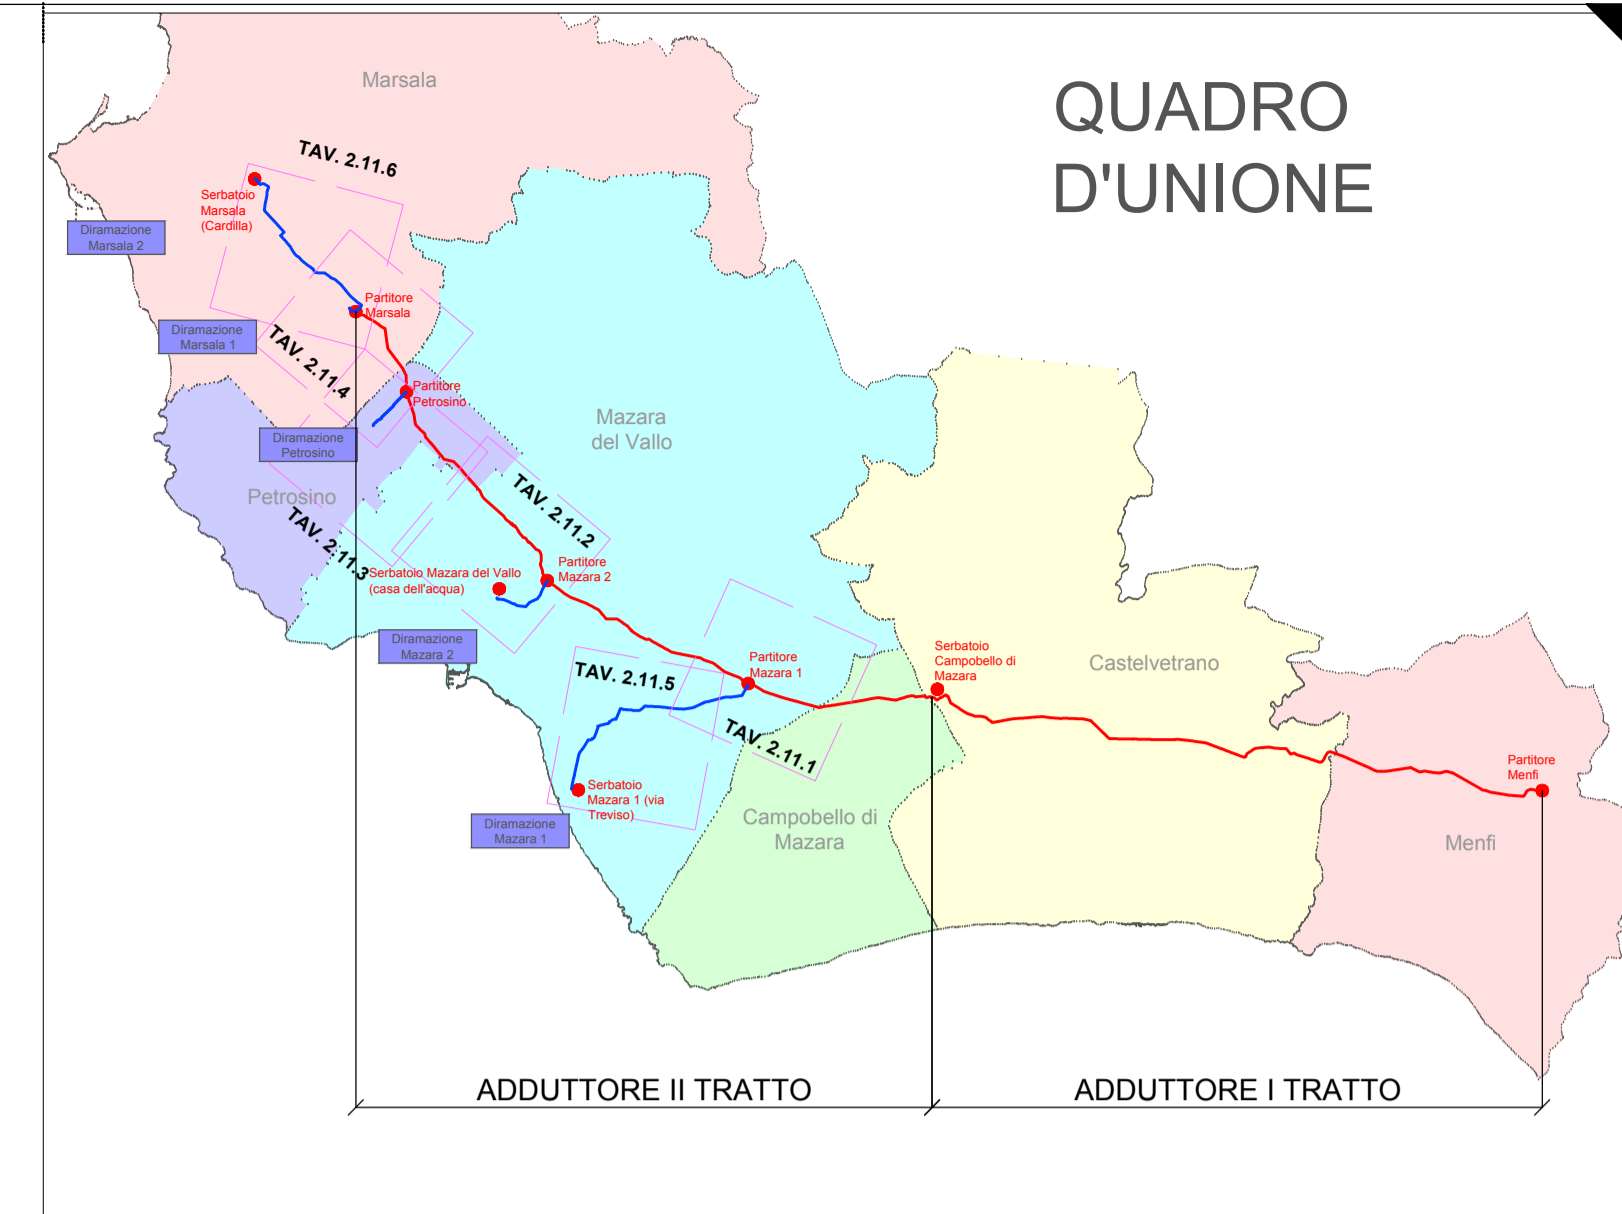 QUADRO
D'UNIONE
Marsala
TAV. 2.11.6
Serbatoio
Marsala
(Cardilla)
Diramazione
Marsala 2
Partitore
Marsala
Diramazione
Marsala 1
TAV. 2.11.4
Partitore
Petrosino
Mazara
del Vallo
Diramazione
Petrosino
Petrosino
TAV. 2.11.2
TAV. 2.11.3
Serbatoio Mazara del Vallo
(casa dell'acqua)
Partitore
Mazara 2
Diramazione
Mazara 2
Partitore
Mazara 1
Serbatoio
Campobello di
Mazara
Castelvetrano
TAV. 2.11.5
TAV. 2.11.1
Serbatoio
Mazara 1 (via
Treviso)
Diramazione
Mazara 1
Campobello di
Mazara
Partitore
Menfi
Menfi
ADDUTTORE II TRATTO
ADDUTTORE I TRATTO